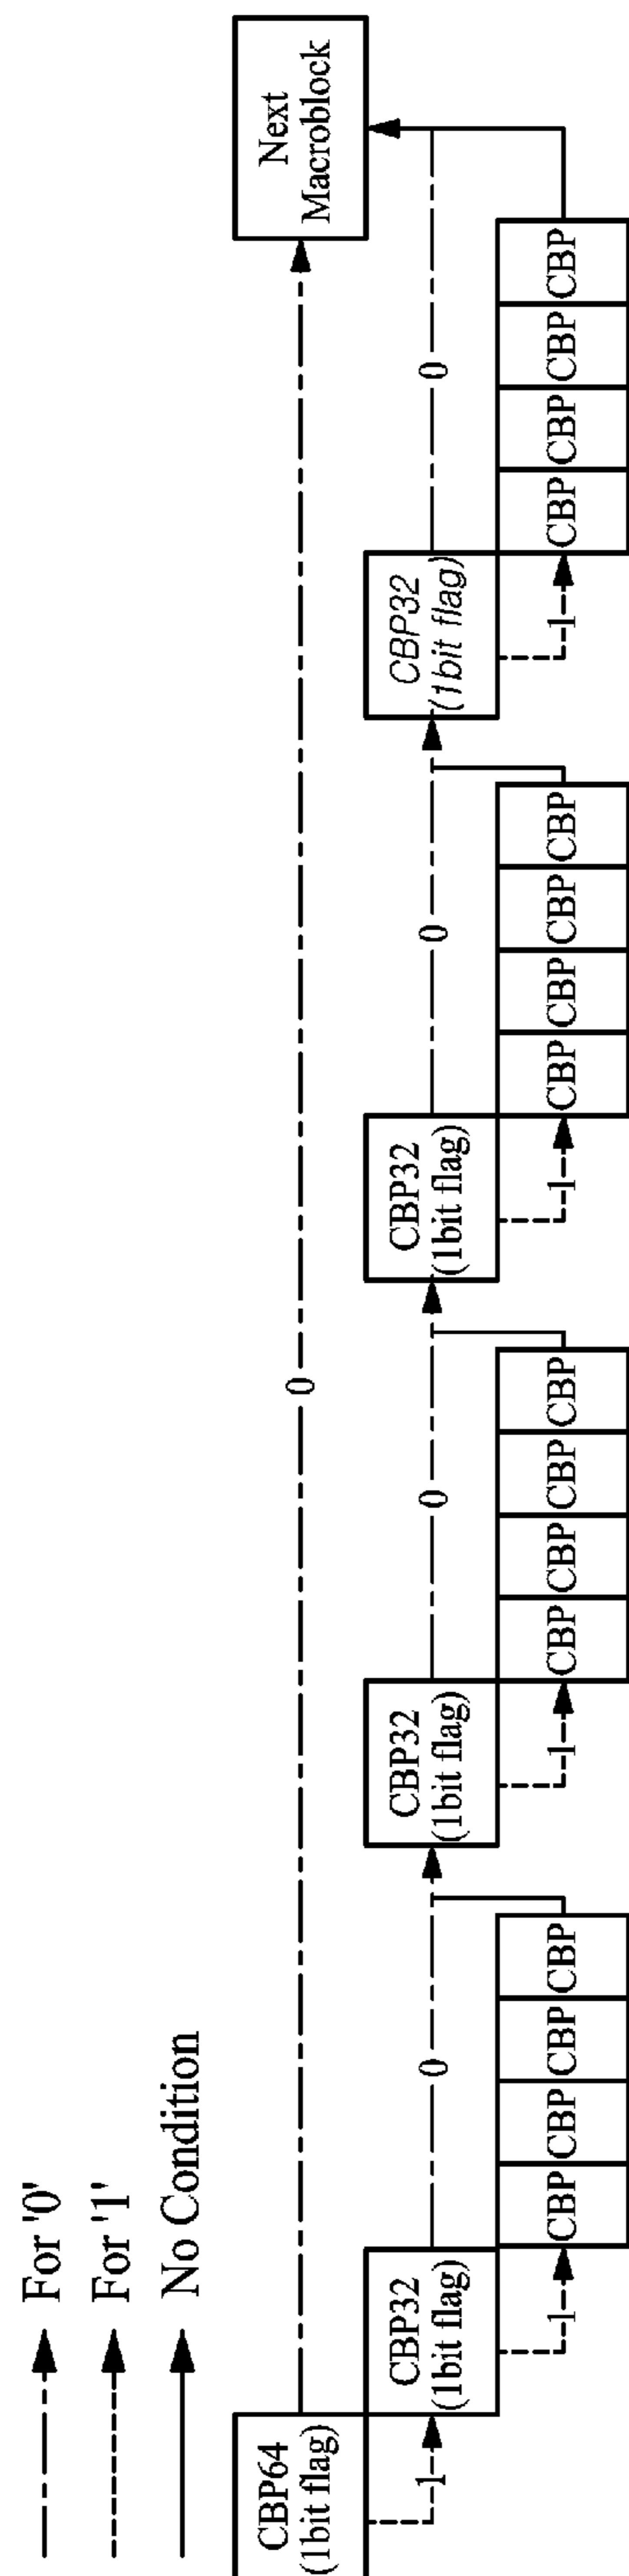 For '0'
For '1'
No Condition
CBP64
(1bit flag)
0
Next
Macroblock
1
CBP32
(1bit flag)
0
CBP32
(1bit flag)
0
CBP32
(1bit flag)
0
CBP32
(1bit flag)
0
1
CBP CBP CBP CBP
1
CBP CBP CBP CBP
1
CBP CBP CBP CBP
1
CBP CBP CBP CBP